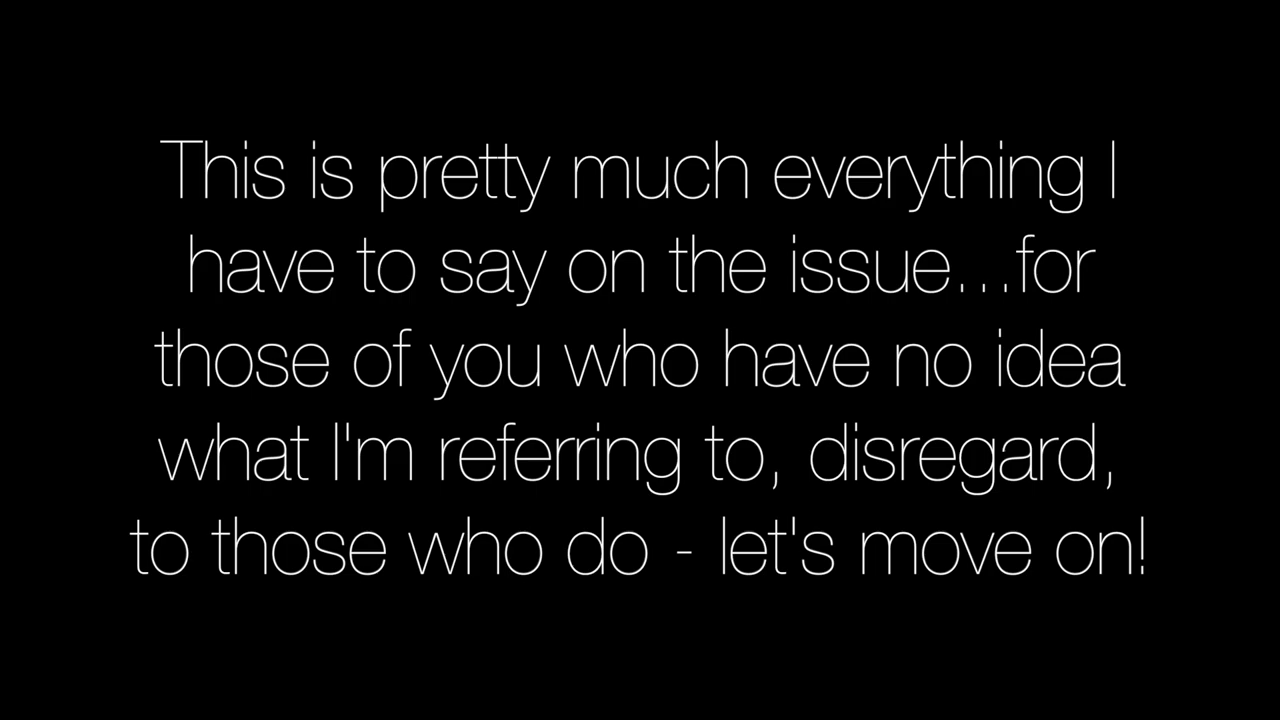 This is pretty much everything I
have to say on the issue...for
those of you who have no idea
what I'm referring to, disregard,
to those who do - let's move on!